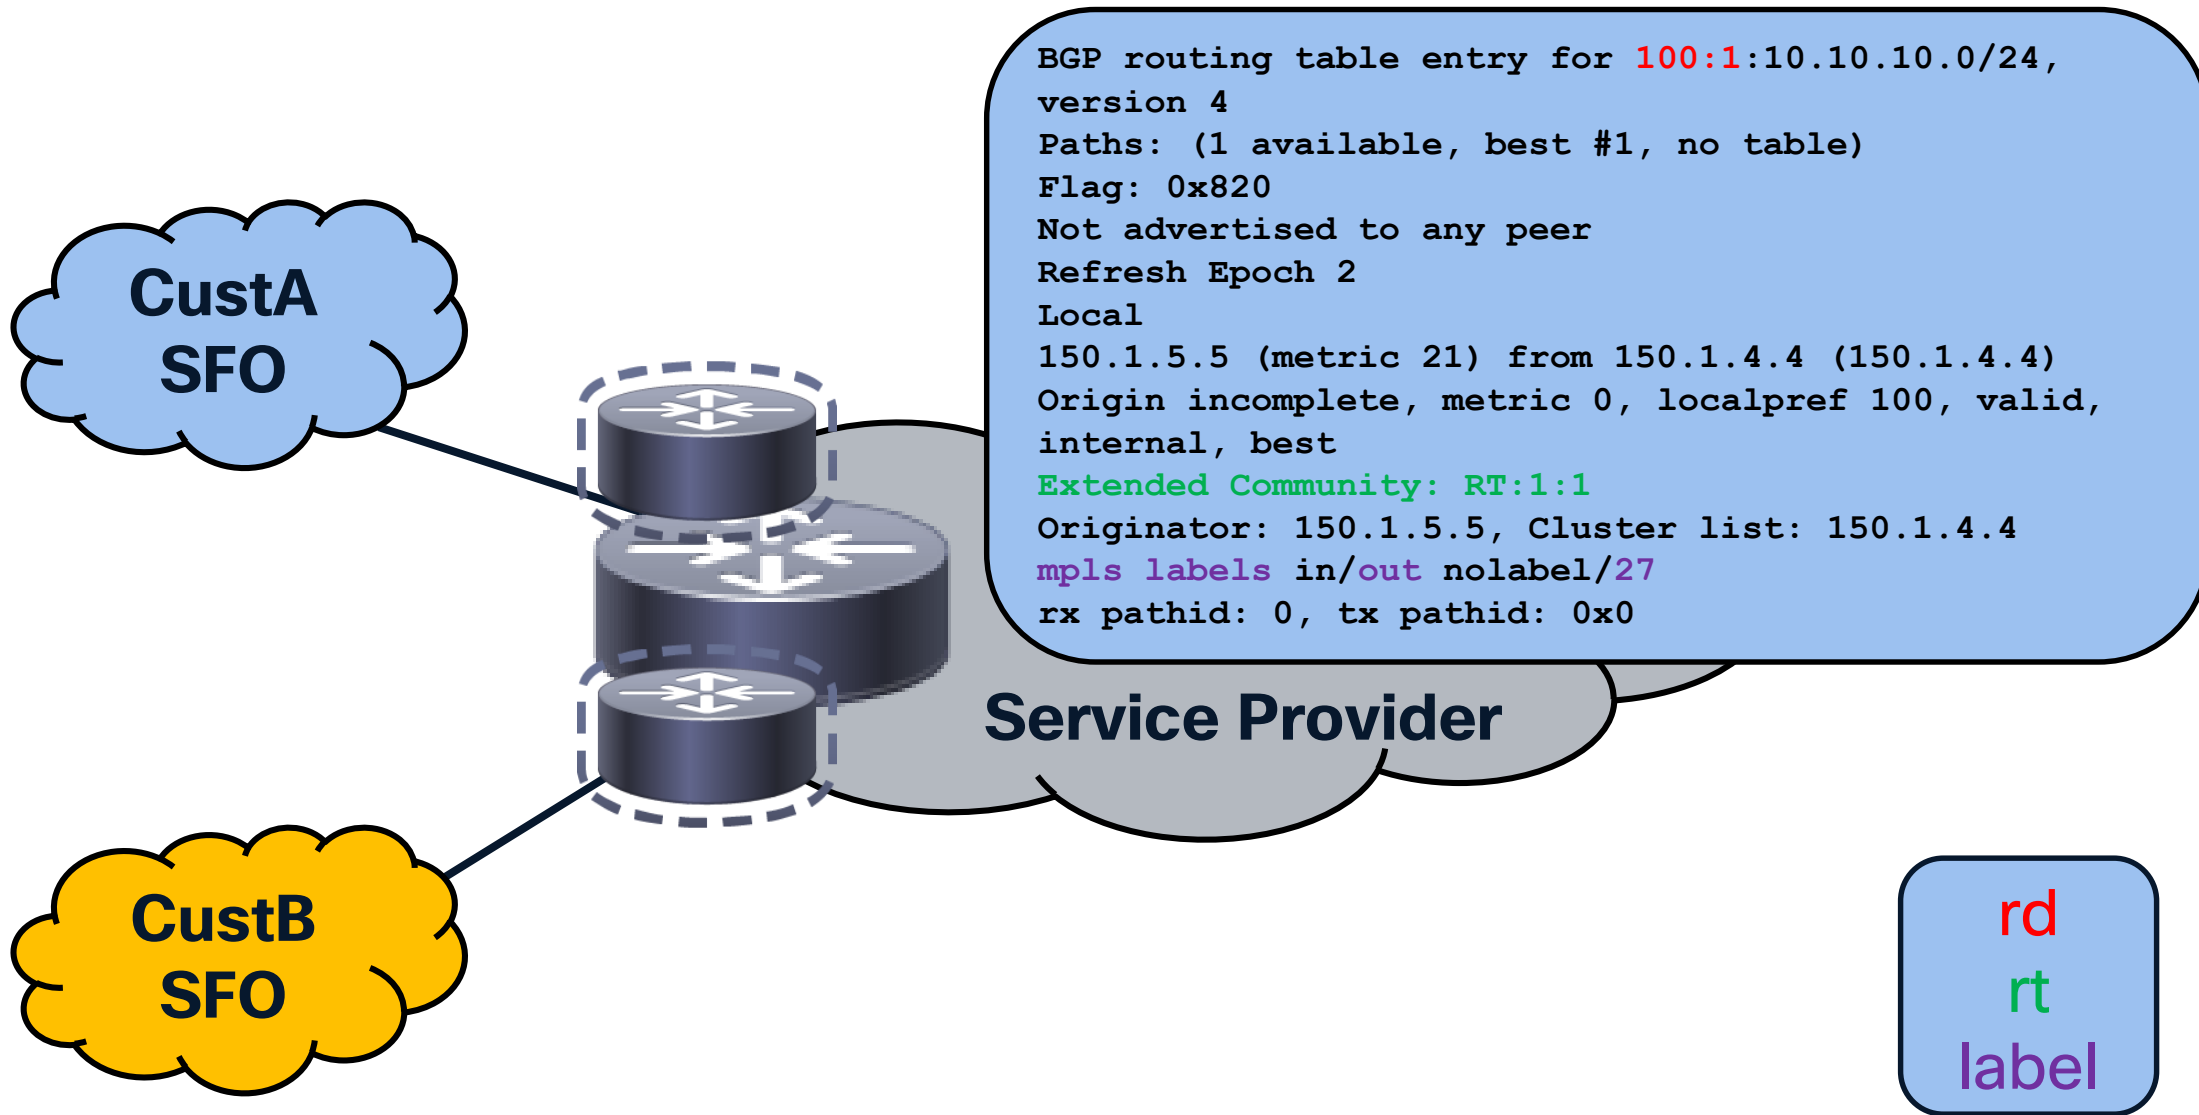 BGP routing table entry for 100:1:10.10.10.0/24,
version 4
Paths: (1 available, best #1, no table)
Flag: 0x820
Not advertised to any peer
Refresh Epoch 2
Local
150.1.5.5 (metric 21) from 150.1.4.4 (150.1.4.4)
Origin incomplete, metric 0, localpref 100, valid,
internal, best
Extended Community: RT:1:1
Originator: 150.1.5.5, Cluster list: 150.1.4.4
mpls labels in/out nolabel/27
rx pathid: 0, tx pathid: 0x0
CustA
SFO
Service Provider
CustB
SFO
rd
rt
label